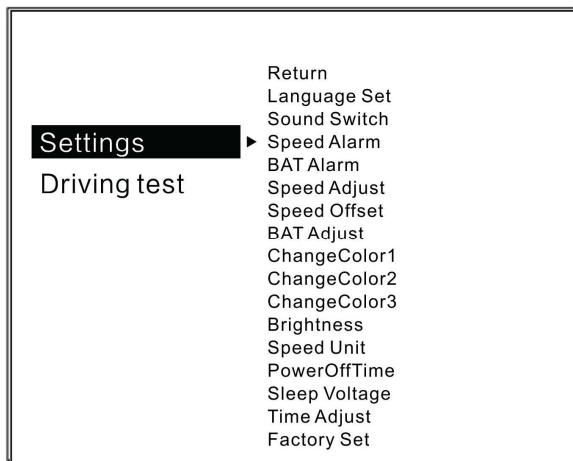 Settings
Driving test
Return
Language Set
Sound Switch
Speed Alarm
BAT Alarm
Speed Adjust
Speed Offset
BAT Adjust
ChangeColor1
ChangeColor2
ChangeColor3
Brightness
Speed Unit
PowerOffTime
Sleep Voltage
Time Adjust
Factory Set